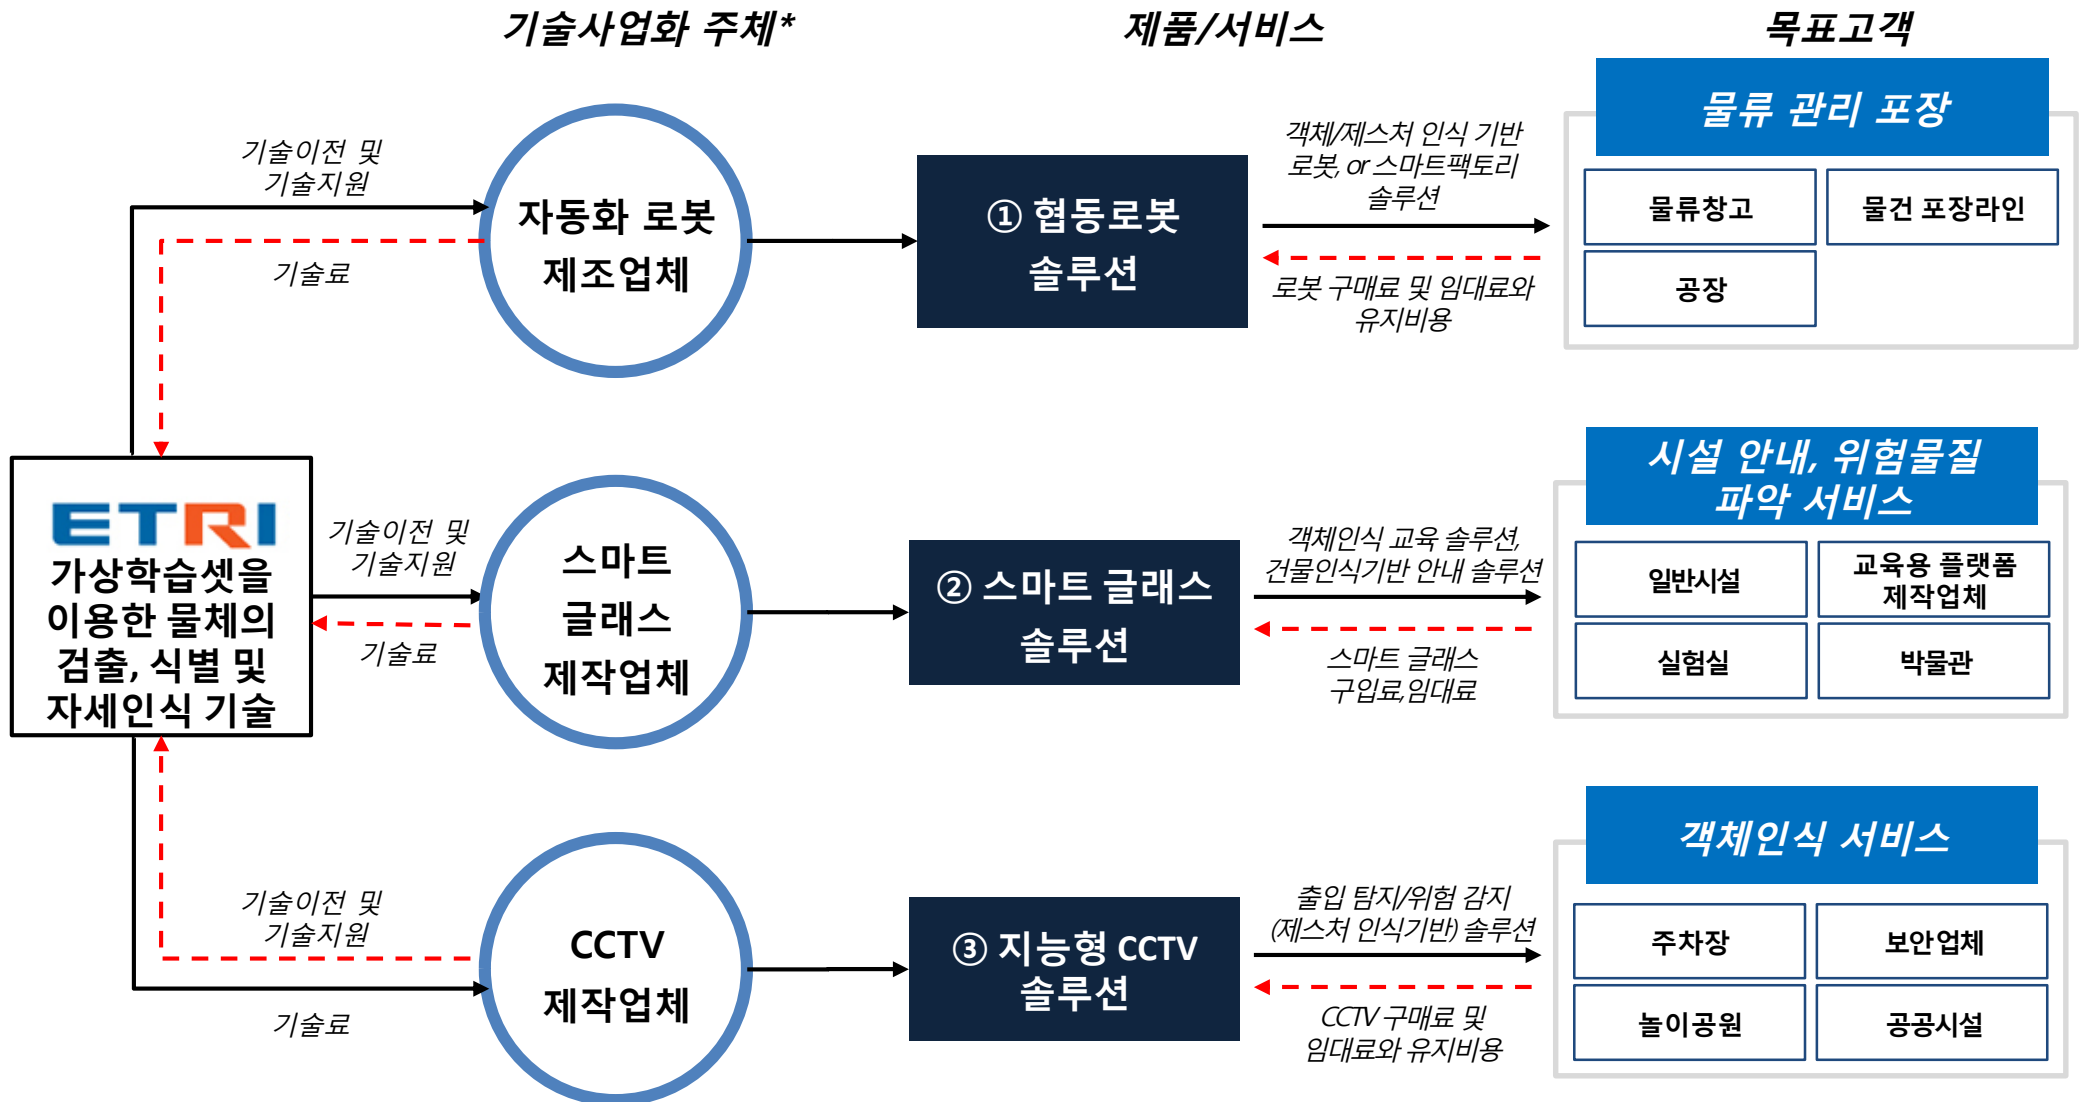 기술사업화 주체*
제품/서비스
목표고객
기술이전 및
기술지원
기술료
자동화 로봇
제조업체
① 협동로봇
솔루션
객체/제스처 인식 기반
로봇, or 스마트팩토리
솔루션
로봇 구매료 및 임대료와
유지비용
물류 관리 포장
물류창고
물건 포장라인
공장
ETRI
가상학습셋을
이용한 물체의
검출, 식별 및
자세인식 기술
기술이전 및
기술지원
기술료
스마트
글래스
제작업체
② 스마트 글래스
솔루션
객체인식 교육 솔루션,
건물인식기반 안내 솔루션
스마트 글래스
구입료,임대료
시설 안내, 위험물질
파악 서비스
일반시설
교육용 플랫폼
제작업체
실험실
박물관
기술이전 및
기술지원
기술료
CCTV
제작업체
③ 지능형 CCTV
솔루션
출입 탐지/위험 감지
(제스처 인식기반) 솔루션
CCTV 구매료 및
임대료와 유지비용
객체인식 서비스
주차장
보안업체
놀이공원
공공시설